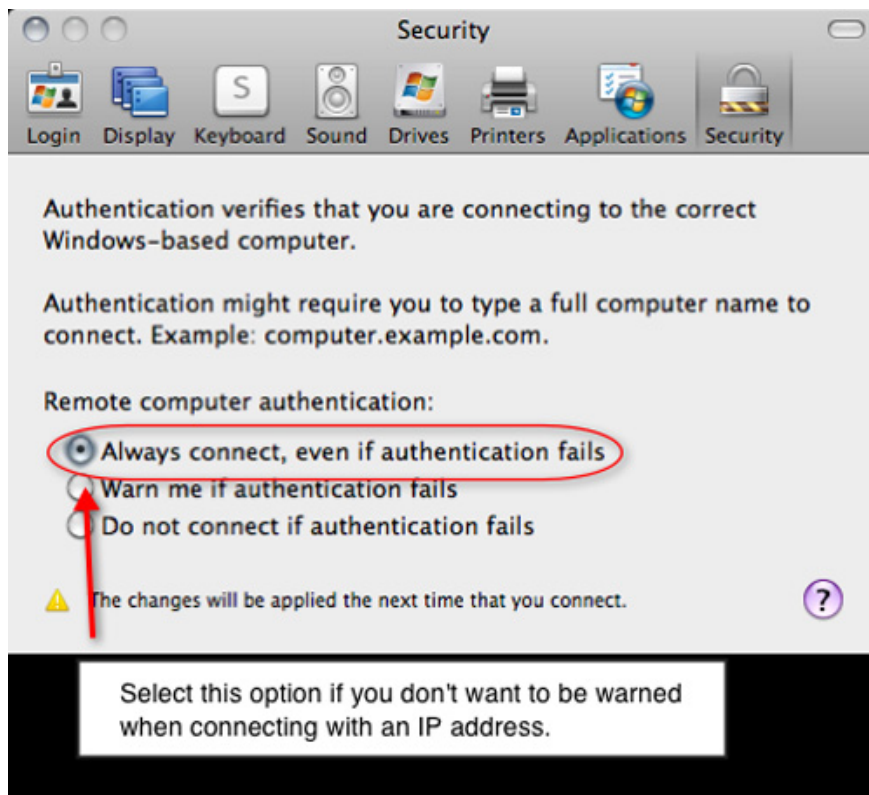 Security
Login Display Keyboard Sound Drives Printers Applications Security
Authentication verifies that you are connecting to the correct
Windows-based computer.
Authentication might require you to type a full computer name to
connect. Example: computer.example.com.
Remote computer authentication:
Always connect, even if authentication fails
Warn me if authentication fails
Do not connect if authentication fails
The changes will be applied the next time that you connect.
?
Select this option if you don't want to be warned
when connecting with an IP address.